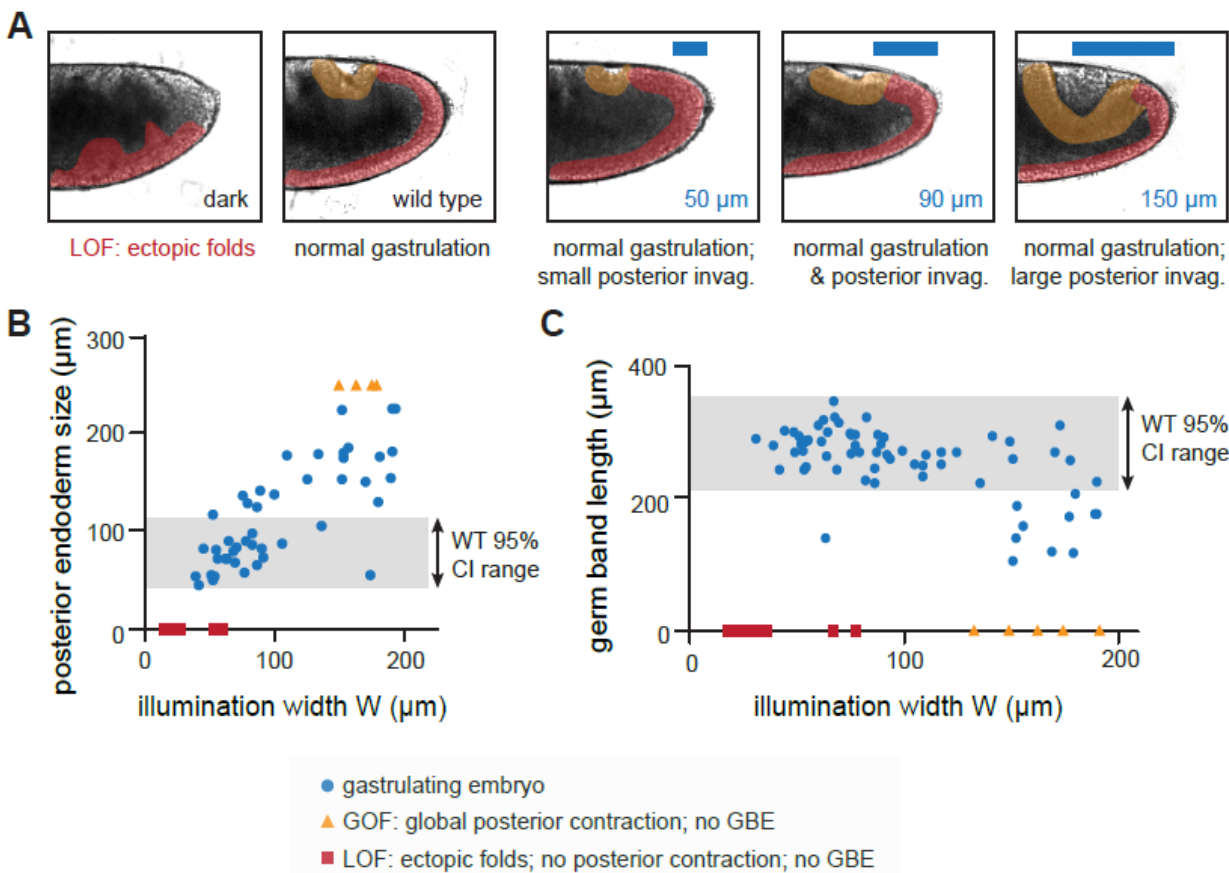 A
dark
wild type
50 µm
90 µm
150 µm
LOF: ectopic folds
normal gastrulation
normal gastrulation;
small posterior invag.
normal gastrulation
& posterior invag.
normal gastrulation;
large posterior invag.
B
posterior endoderm size (µm)
300
200
100
0
0
100
200
illumination width W (µm)
WT 95%
CI range
C
germ band length (µm)
400
200
0
0
100
200
illumination width W (µm)
WT 95%
CI range
gastrulating embryo
GOF: global posterior contraction; no GBE
LOF: ectopic folds; no posterior contraction; no GBE